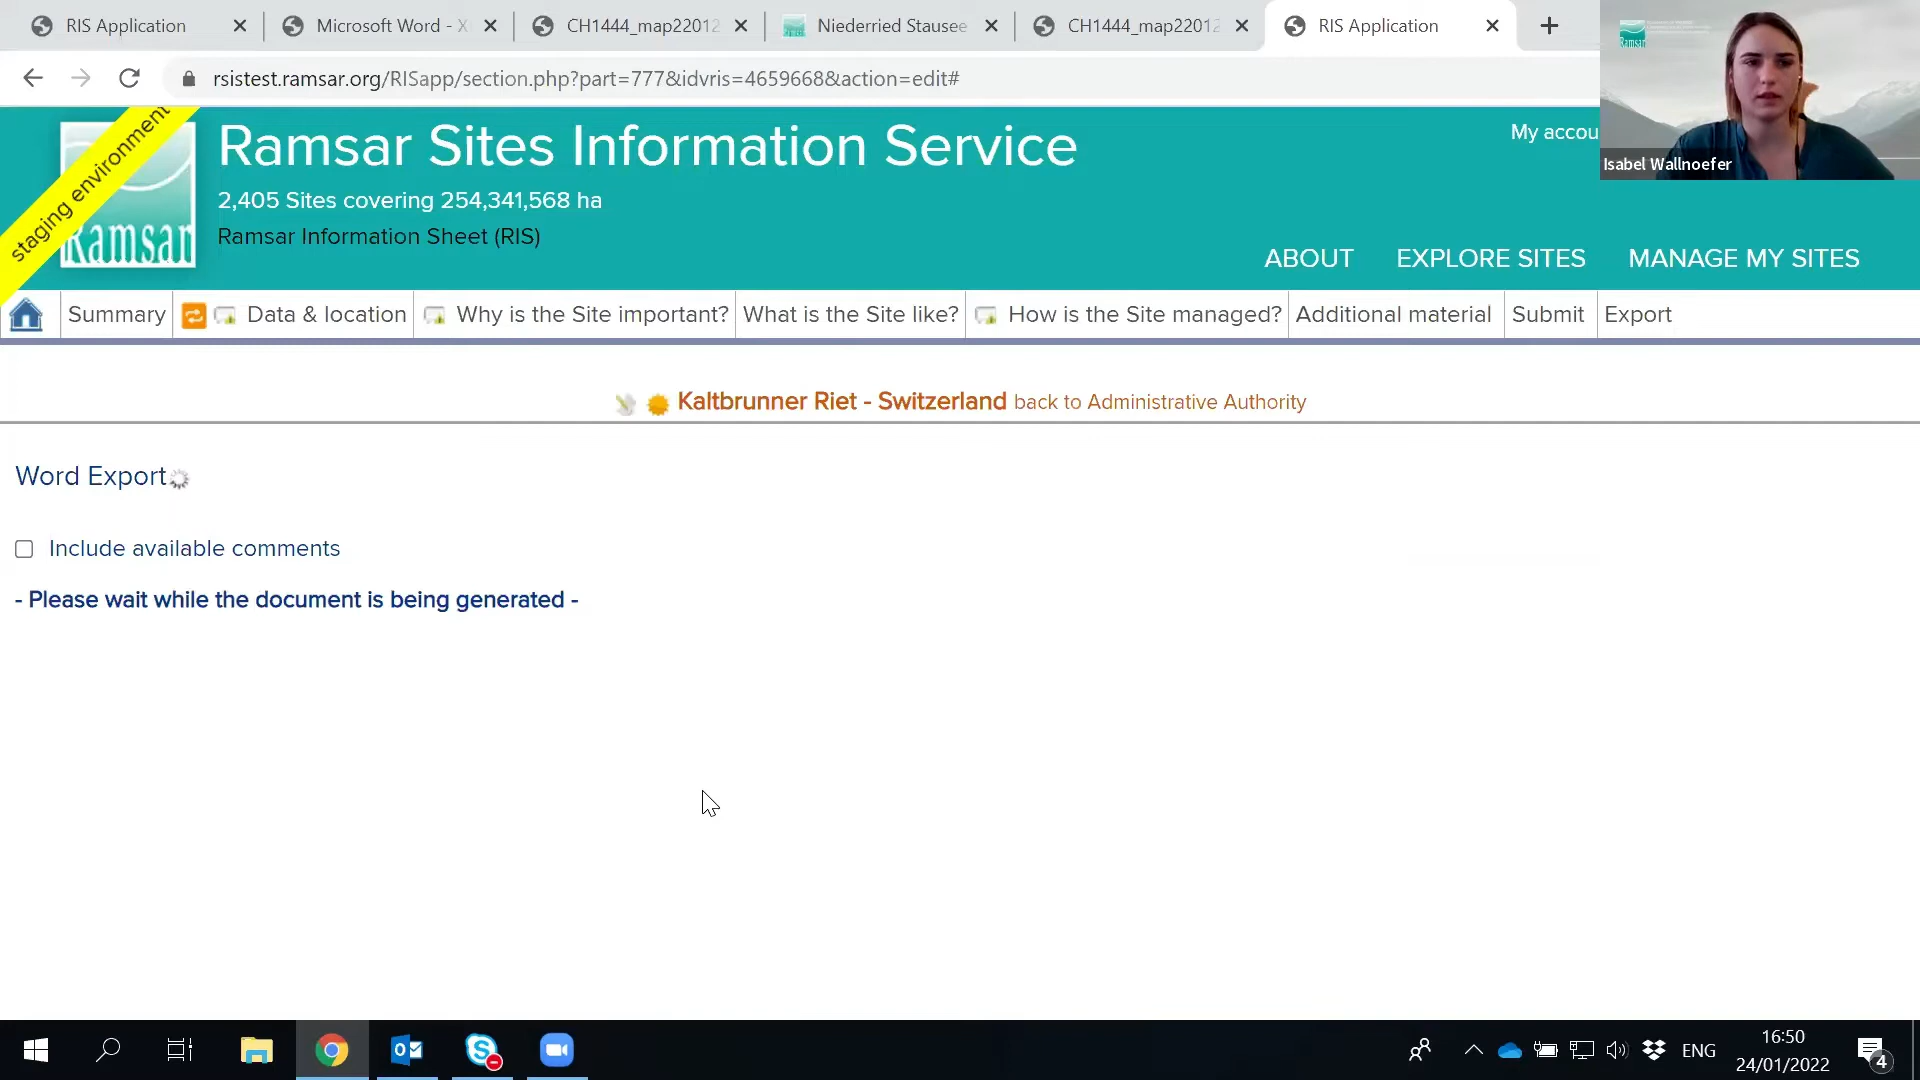 RIS Application
Microsoft Word - X
CH1444_map22012
Niederried Stausee
CH1444_map22012
RIS Application
rsistest.ramsar.org/RISapp/section.php?part=777&idvris=4659668&action=edit#
staging environment
Ramsar
Ramsar Sites Information Service
2,405 Sites covering 254,341,568 ha
Ramsar Information Sheet (RIS)
My accou
Ramsar
Isabel Wallnoefer
ABOUT
EXPLORE SITES
MANAGE MY SITES
Summary
Data & location
Why is the Site important?
What is the Site like?
How is the Site managed?
Additional material
Submit
Export
Kaltbrunner Riet - Switzerland back to Administrative Authority
Word Export
Include available comments
- Please wait while the document is being generated -
ENG
16:50
24/01/2022
4